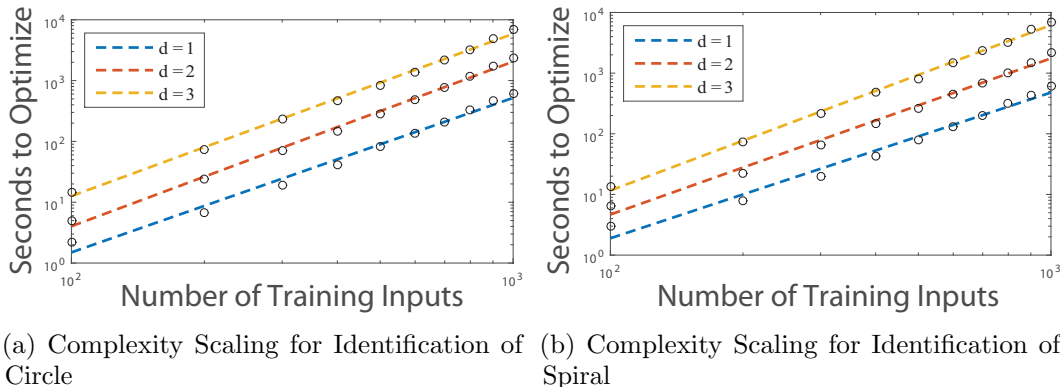 Seconds to Optimize
10^4
10^3
10^2
10^1
10^0
d = 1
d = 2
d = 3
10^2
10^3
Number of Training Inputs
(a) Complexity Scaling for Identification of
Circle
Seconds to Optimize
10^4
10^3
10^2
10^1
10^0
d = 1
d = 2
d = 3
10^2
10^3
Number of Training Inputs
(b) Complexity Scaling for Identification of
Spiral